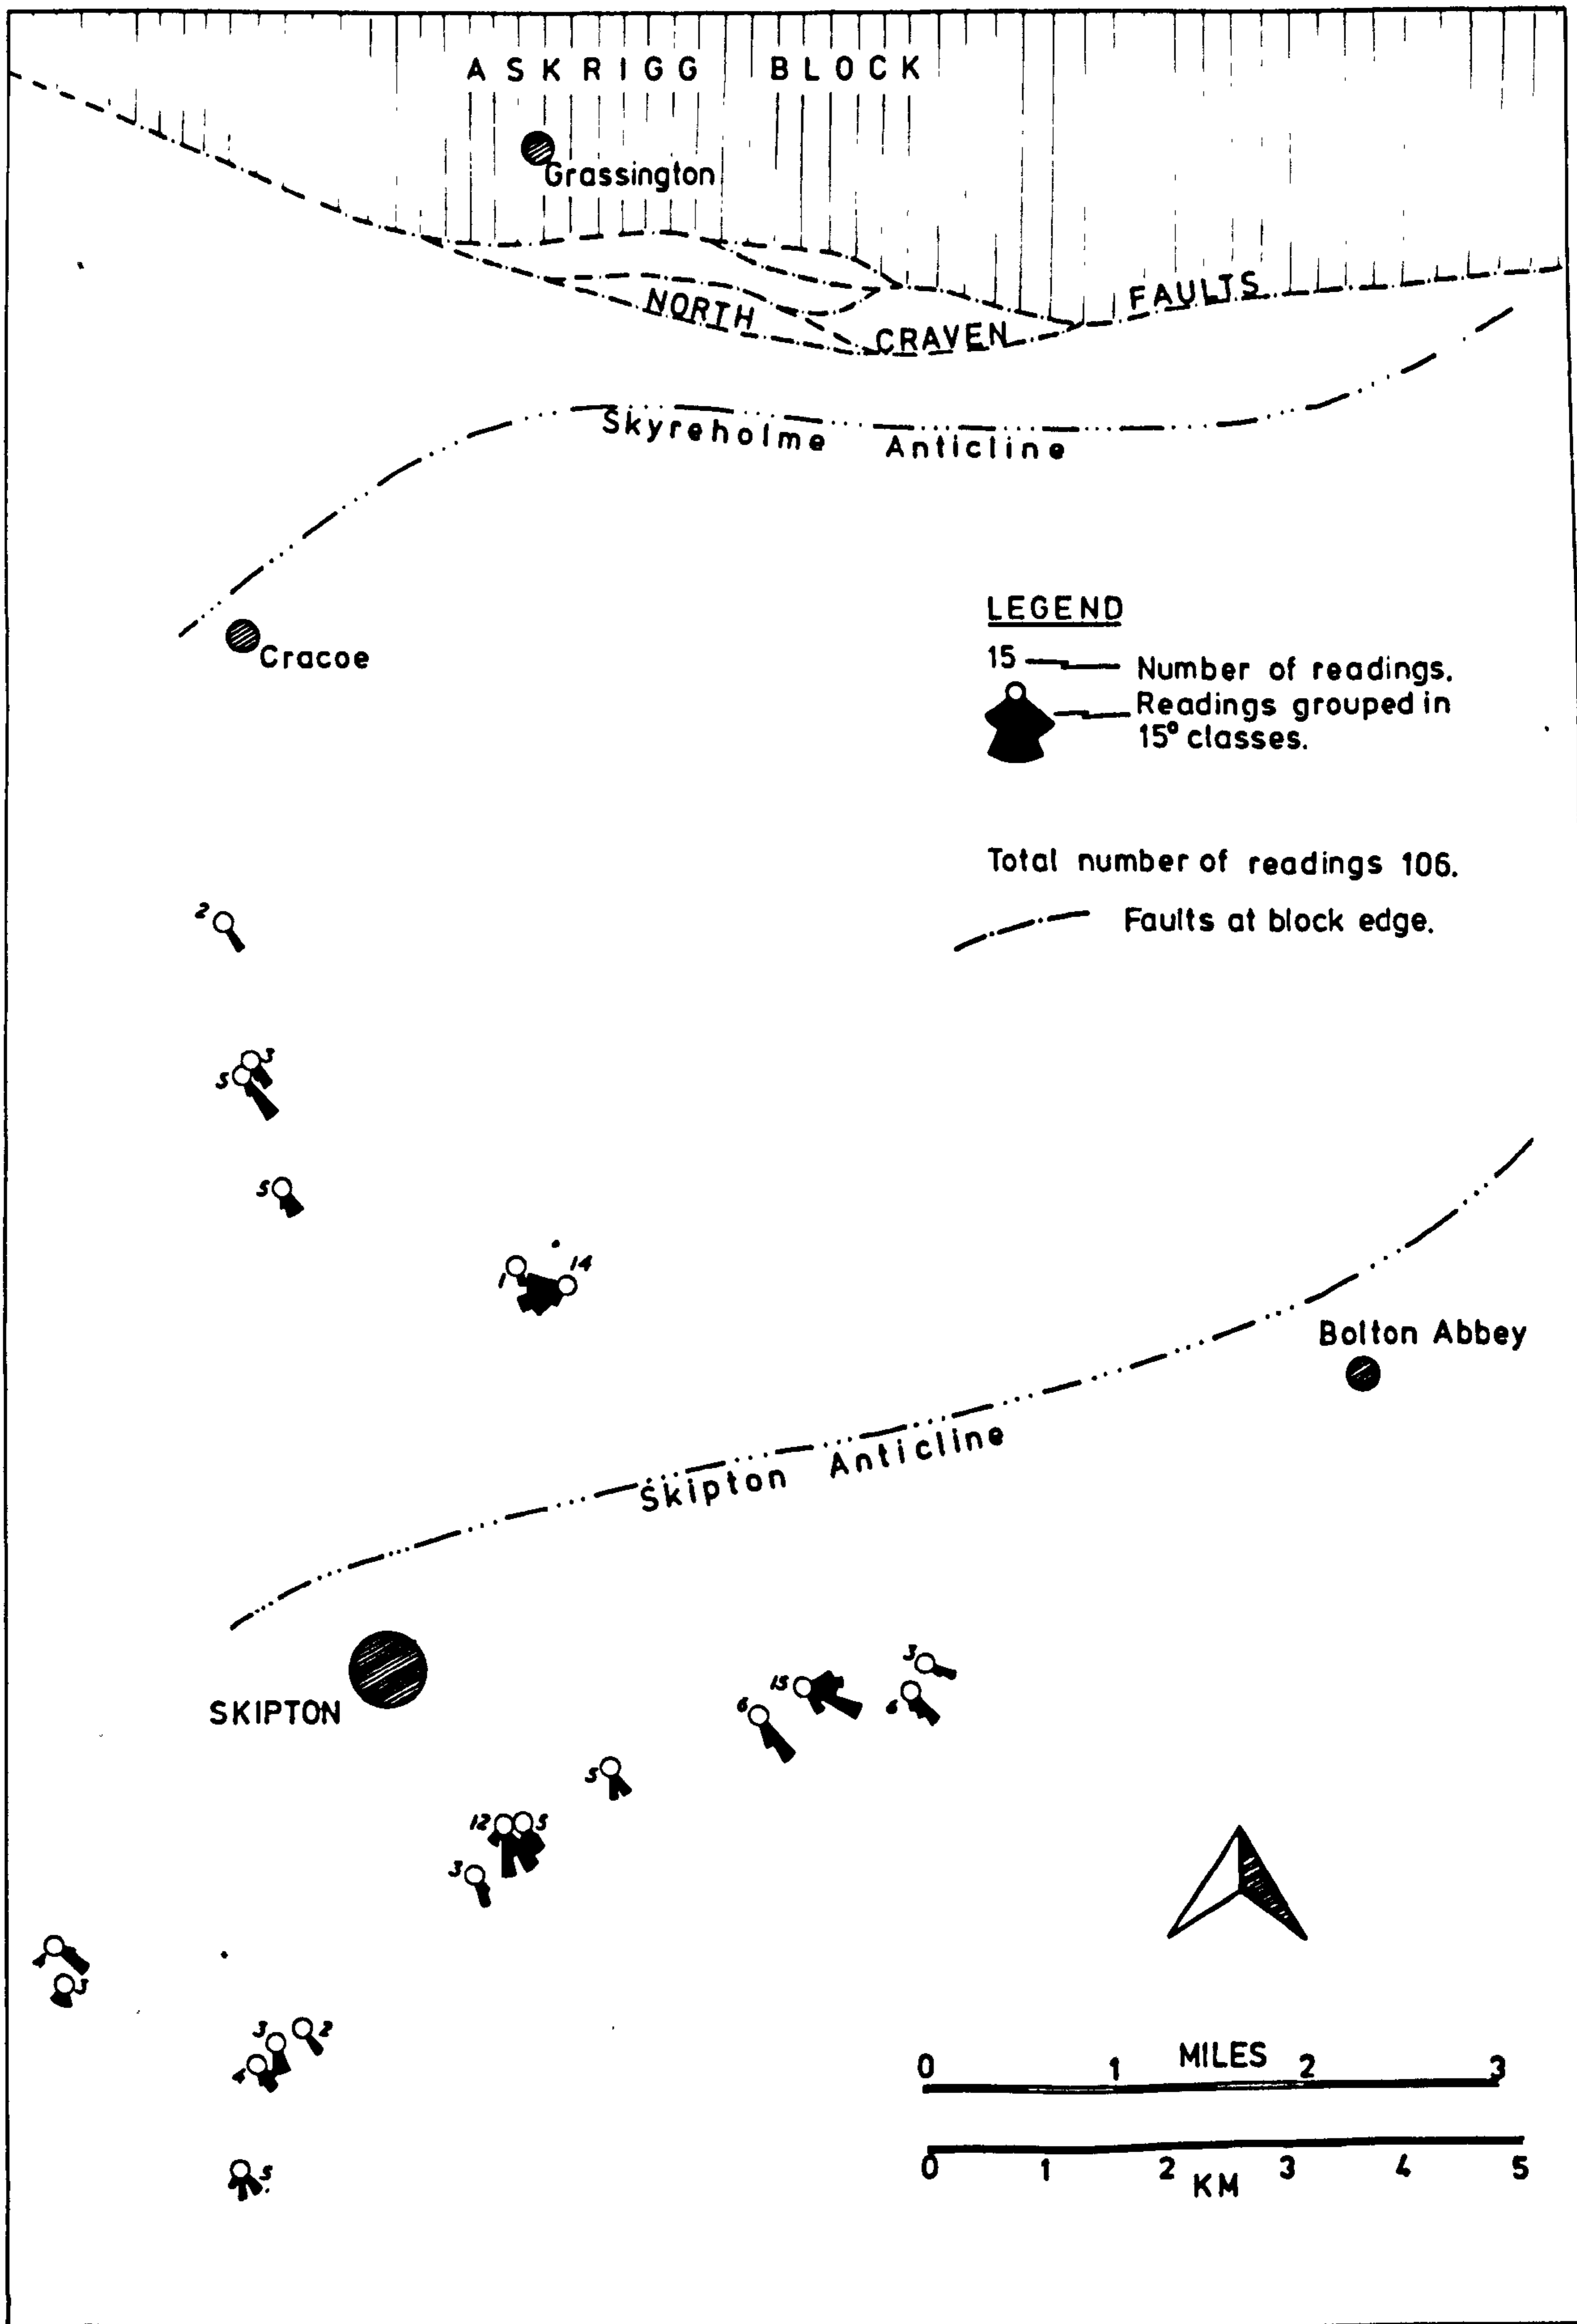 ASKRIGG BLOCK
Grassington
NORTH CRAVEN FAULTS
Skyreholme Anticline
Cracoe
LEGEND
15 Number of readings.
Readings grouped in
15° classes.
Total number of readings 106.
Faults at block edge.
2
3
5
5
1
14
Bolton Abbey
Skipton Anticline
SKIPTON
3
15
6
6
5
12
5
3
3
3
2
5
MILES
0 1 2 3
0 1 2 3 4 5
KM